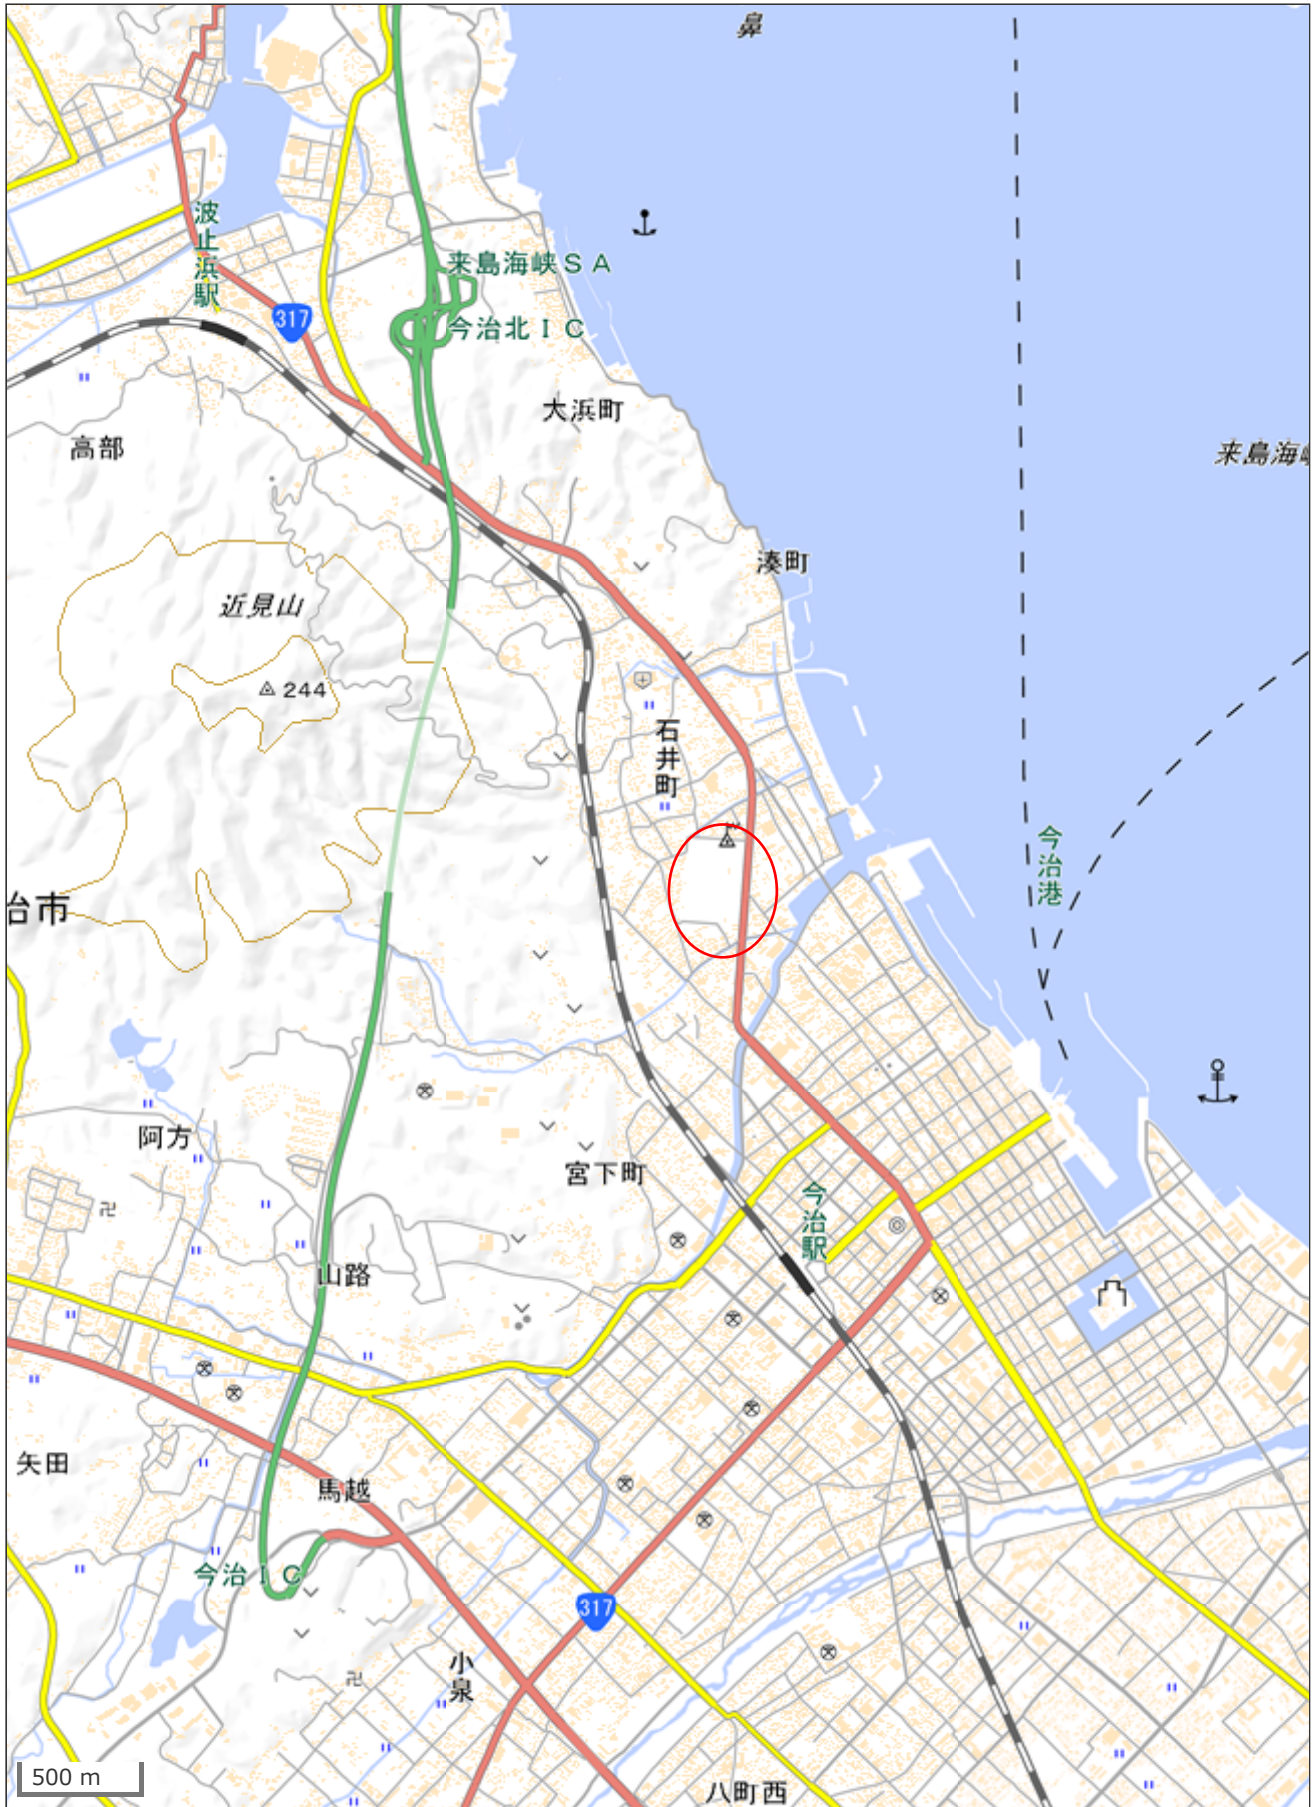 鼻
波止浜駅
来島海峡SA
317
今治北IC
大浜町
高部
来島海
湊町
近見山
244
石井町
今治港
治市
阿方
宮下町
今治駅
山路
矢田
馬越
今治IC
317
小泉
500 m
八町西